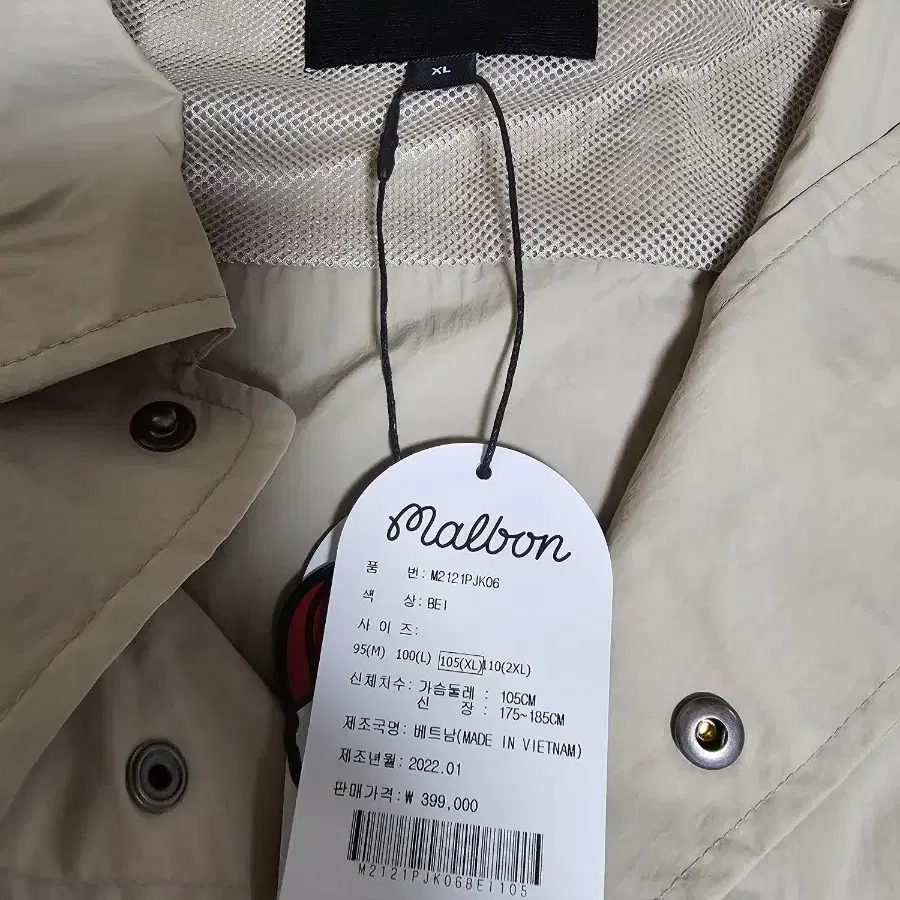 XL
Malbon
품 번: M2121PJK06
색 상: BEI
사 이 즈:
95(M) 100(L) 105(XL) 110(2XL)
신체치수: 가슴둘레 : 105CM
신 장 : 175~185CM
제조국명: 베트남(MADE IN VIETNAM)
제조년월: 2022.01
판매가격:₩ 399,000
M2121PJK06BEI105